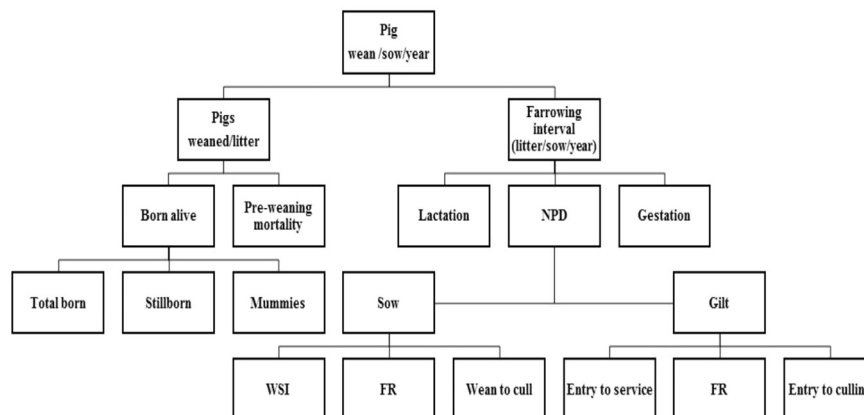 Pig
wean /sow/year
Pigs
weaned/litter
Farrowing
interval
(litter/sow/year)
Born alive
Pre-weaning
mortality
Lactation
NPD
Gestation
Total born
Stillborn
Mummies
Sow
Gilt
WSI
FR
Wean to cull
Entry to service
FR
Entry to cullin